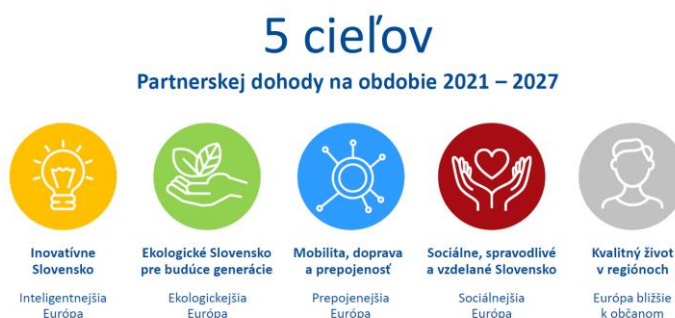 5 cieľov
Partnerskej dohody na obdobie 2021 – 2027
Inovatívne
Slovensko
Inteligentnejšia
Európa
Ekologické Slovensko
pre budúce generácie
Ekologickejšia
Európa
Mobilita, doprava
a prepojenosť
Prepojenejšia
Európa
Sociálne, spravodlivé
a vzdelané Slovensko
Sociálnejšia
Európa
Kvalitný život
v regiónoch
Európa bližšie
k občanom